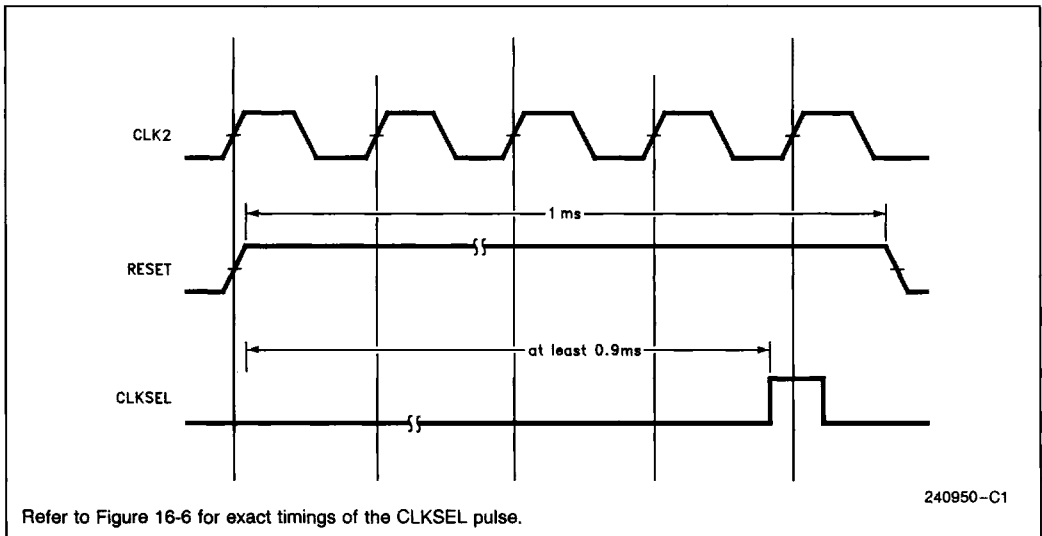 CLK2
1 ms
RESET
at least 0.9ms
CLKSEL
240950-C1
Refer to Figure 16-6 for exact timings of the CLKSEL pulse.